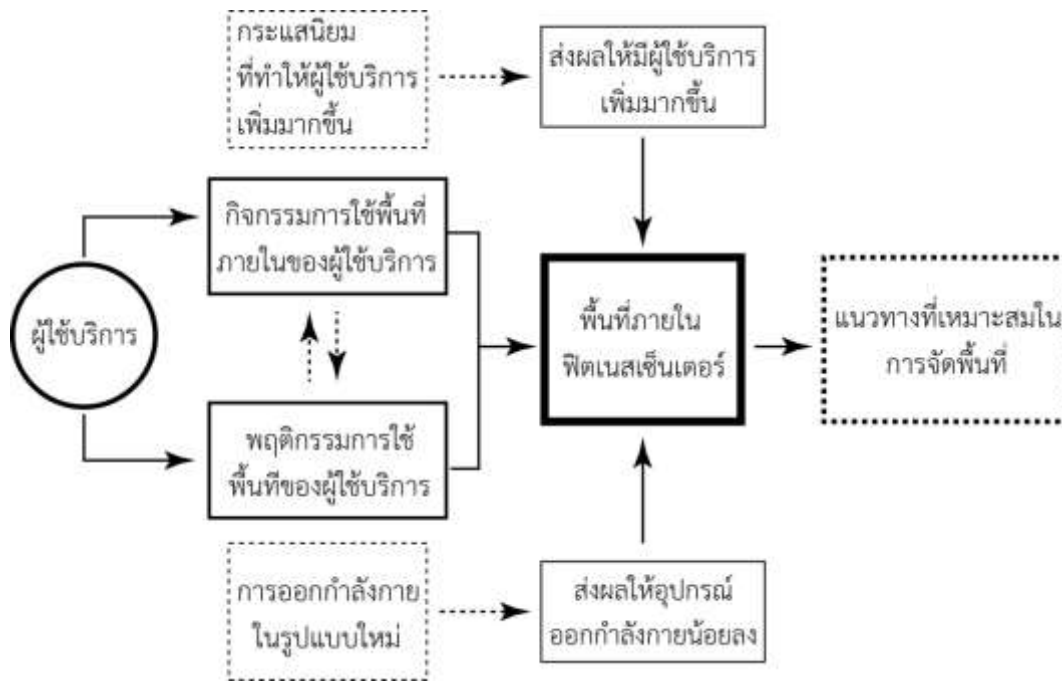 กระแสนิยม
ที่ทำให้ผู้ใช้บริการ
เพิ่มมากขึ้น
ส่งผลให้มีผู้ใช้บริการ
เพิ่มมากขึ้น
กิจกรรมการใช้พื้นที่
ภายในของผู้ใช้บริการ
ผู้ใช้บริการ
พื้นที่ภายใน
ฟิตเนสเซ็นเตอร์
แนวทางที่เหมาะสมใน
การจัดพื้นที่
พฤติกรรมการใช้
พื้นที่ของผู้ใช้บริการ
การออกกำลังกาย
ในรูปแบบใหม่
ส่งผลให้อุปกรณ์
ออกกำลังกายน้อยลง